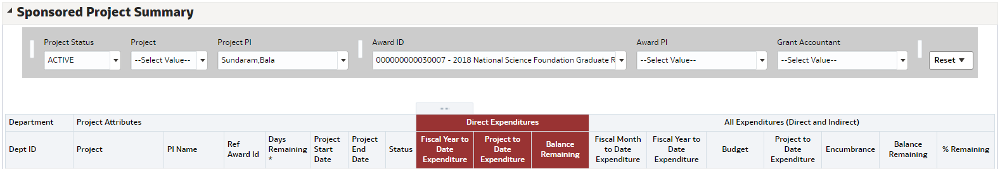 Sponsored Project Summary
Project Status
Project
Project PI
Award ID
Award PI
Grant Accountant
ACTIVE
--Select Value--
Sundaram,Bala
000000000030007 - 2018 National Science Foundation Graduate R
--Select Value--
--Select Value--
Reset
Department
Project Attributes
Direct Expenditures
All Expenditures (Direct and Indirect)
Dept ID
Project
PI Name
Ref
Award Id
Days
Remaining
*
Project
Start
Date
Project
End
Date
Status
Fiscal Year to
Date
Expenditure
Project to
Date
Expenditure
Balance
Remaining
Fiscal Month
to Date
Expenditure
Fiscal Year to
Date
Expenditure
Budget
Project to
Date
Expenditure
Encumbrance
Balance
Remaining
% Remaining